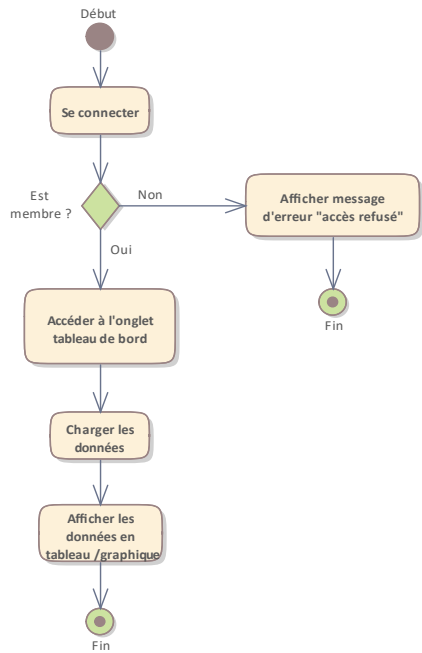 Début
Se connecter
Est
membre ?
Non
Afficher message
d'erreur "accès refusé"
Oui
Fin
Accéder à l'onglet
tableau de bord
Charger les
données
Afficher les
données en
tableau /graphique
Fin